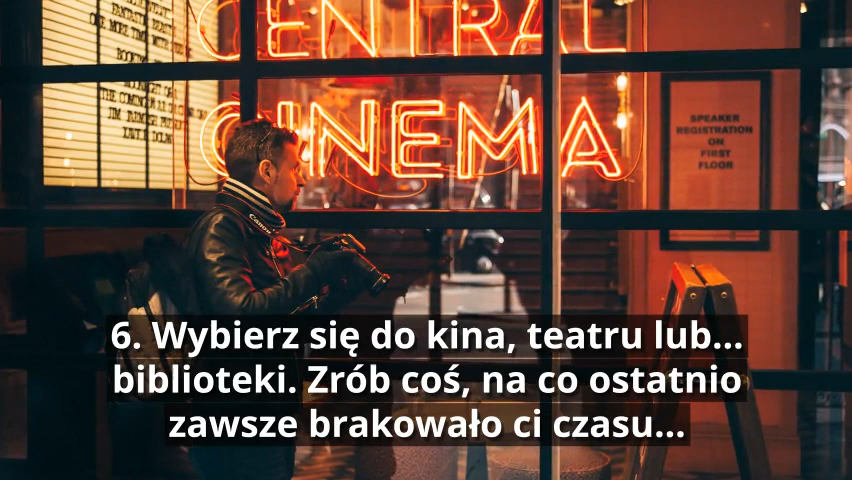 CENTRAL
CINEMA
SPEAKER
REGISTRATION
ON
FIRST
FLOOR
Canon
6. Wybierz się do kina, teatru lub...
biblioteki. Zrób coś, na co ostatnio
zawsze brakowało ci czasu...